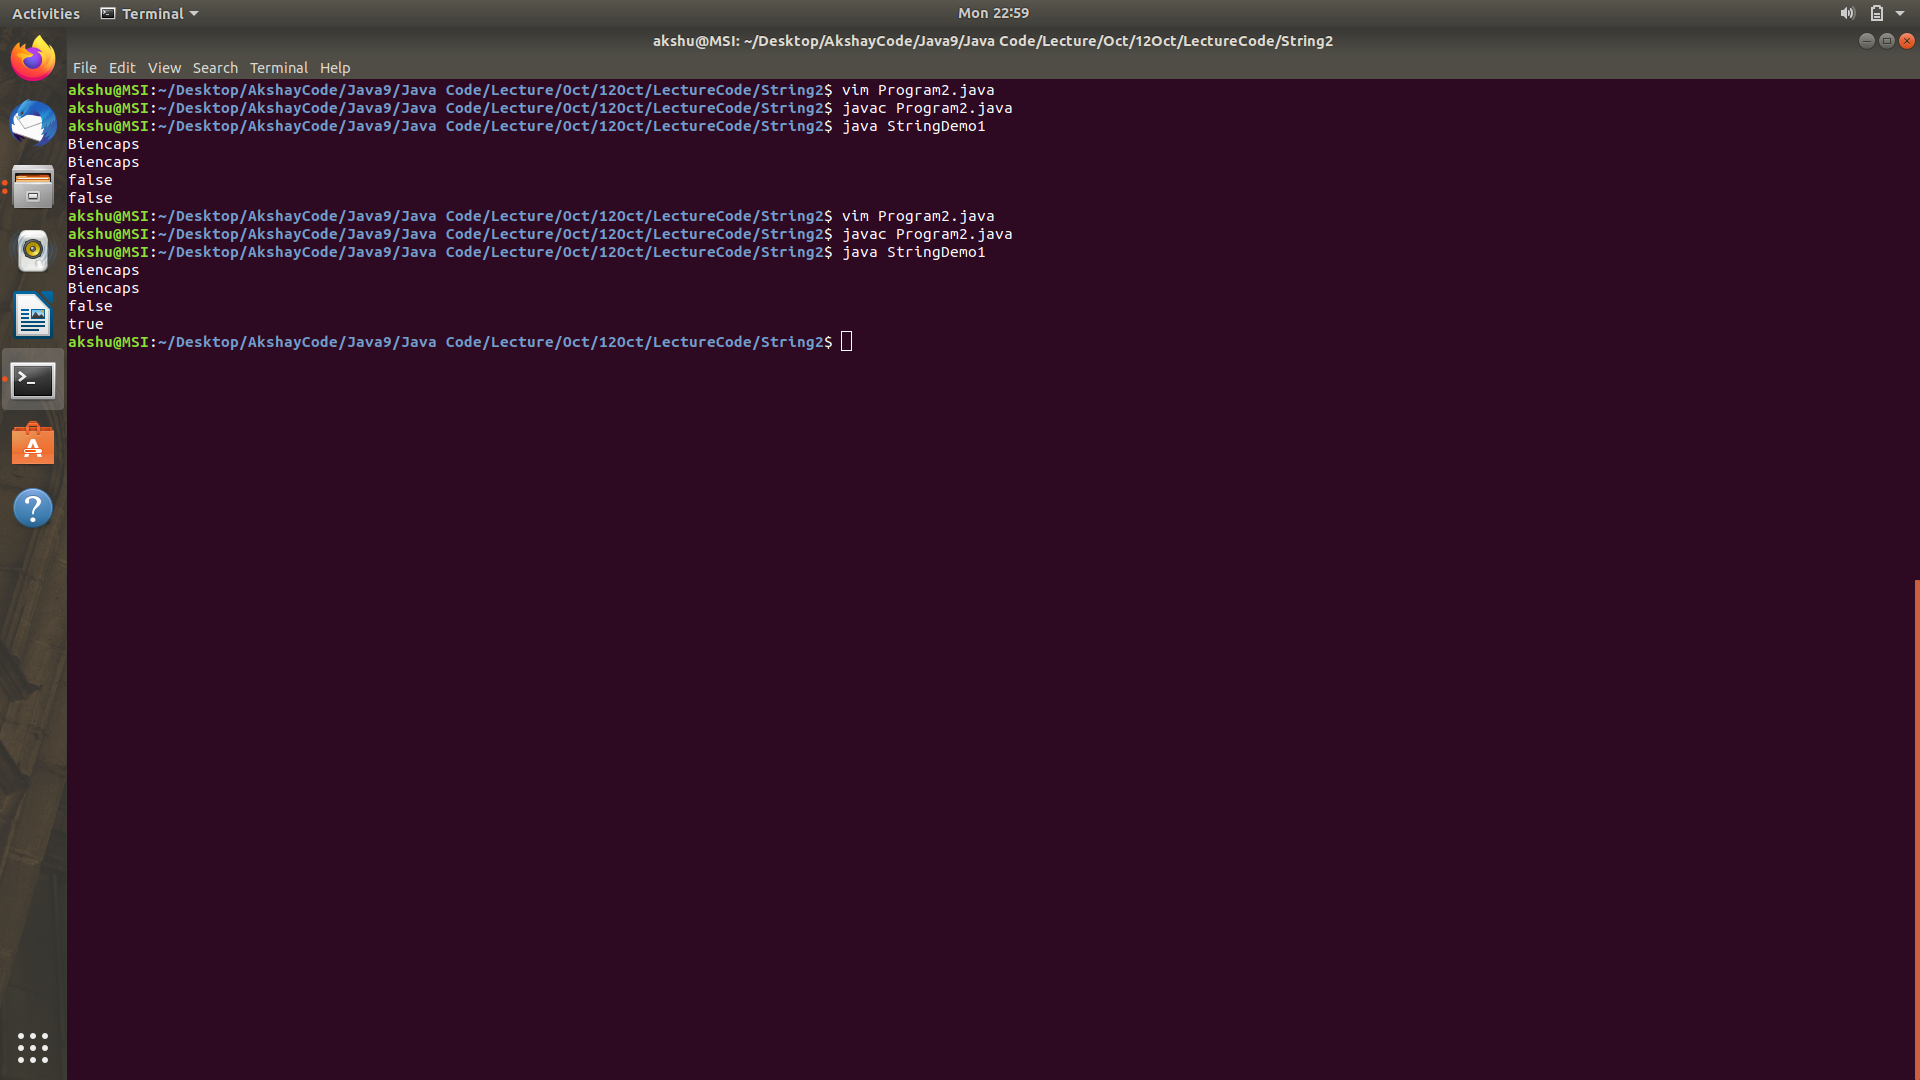 Activities Terminal Mon 22:59
akshu@MSI: ~/Desktop/AkshayCode/Java9/Java Code/Lecture/Oct/12Oct/LectureCode/String2
File Edit View Search Terminal Help
akshu@MSI:~/Desktop/AkshayCode/Java9/Java Code/Lecture/Oct/12Oct/LectureCode/String2$ vim Program2.java
akshu@MSI:~/Desktop/AkshayCode/Java9/Java Code/Lecture/Oct/12Oct/LectureCode/String2$ javac Program2.java
akshu@MSI:~/Desktop/AkshayCode/Java9/Java Code/Lecture/Oct/12Oct/LectureCode/String2$ java StringDemo1
Biencaps
Biencaps
false
false
akshu@MSI:~/Desktop/AkshayCode/Java9/Java Code/Lecture/Oct/12Oct/LectureCode/String2$ vim Program2.java
akshu@MSI:~/Desktop/AkshayCode/Java9/Java Code/Lecture/Oct/12Oct/LectureCode/String2$ javac Program2.java
akshu@MSI:~/Desktop/AkshayCode/Java9/Java Code/Lecture/Oct/12Oct/LectureCode/String2$ java StringDemo1
Biencaps
Biencaps
false
true
akshu@MSI:~/Desktop/AkshayCode/Java9/Java Code/Lecture/Oct/12Oct/LectureCode/String2$